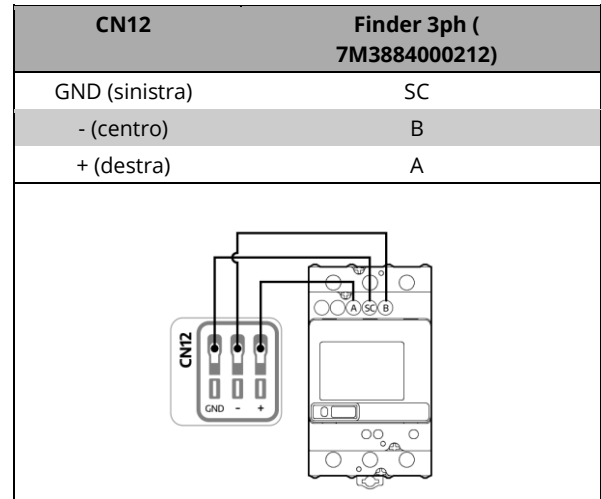 CN12 Finder 3ph (
7M3884000212)
GND (sinistra) SC
- (centro) B
+ (destra) A
A SC B
CN12
GND - +